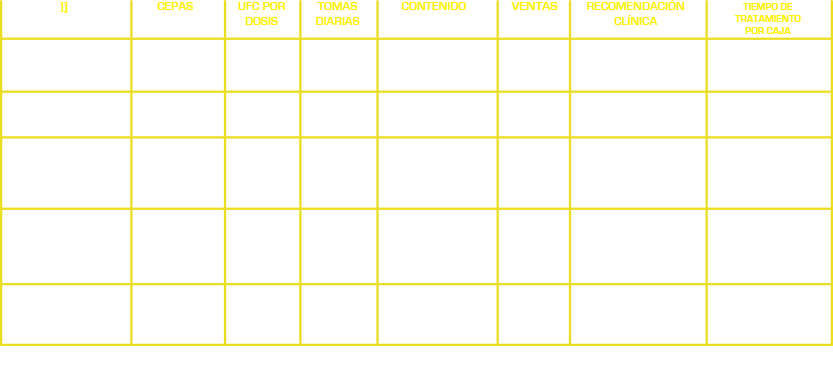 )) CEPAS UFC POR TOMAS CONTENIDO VENTAS RECOMENDACIÓN TIEMPO DE
DOSIS DIARIAS CLÍNICA TRATAMIENTO
POR CAJA